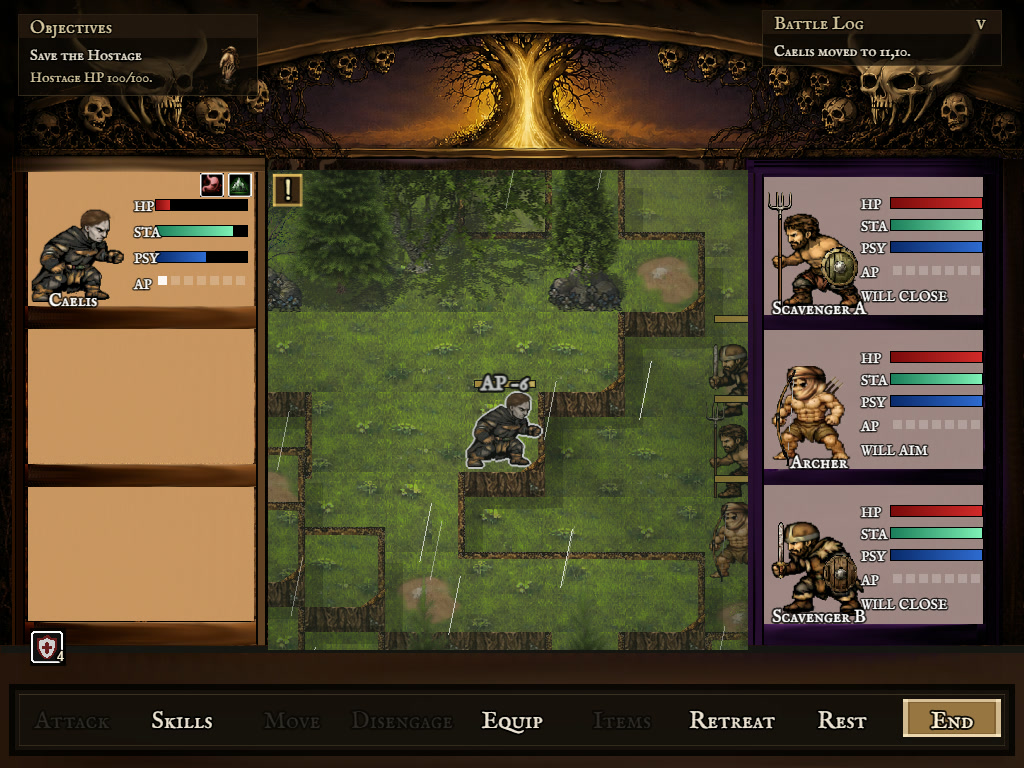 Objectives
Save the Hostage
Hostage HP 100/100.
Battle Log
V
Caelis moved to 11,10.
!
HP
STA
PSY
AP
Caelis
AP -6
HP
STA
PSY
AP
WILL CLOSE
Scavenger A
HP
STA
PSY
AP
WILL AIM
Archer
HP
STA
PSY
AP
WILL CLOSE
Scavenger B
4
Attack
Skills
Move
Disengage
Equip
Items
Retreat
Rest
End